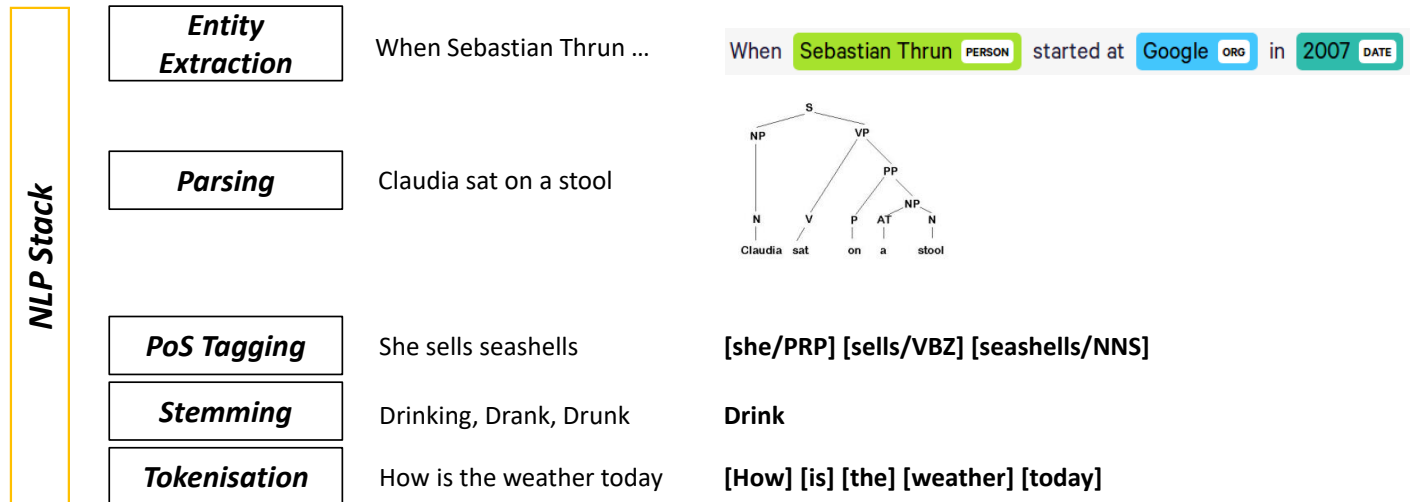 NLP Stack
Entity
Extraction
When Sebastian Thrun …
When Sebastian Thrun PERSON started at Google ORG in 2007 DATE
Parsing
Claudia sat on a stool
S
NP VP
PP
NP
N V P AT N
Claudia sat on a stool
PoS Tagging
She sells seashells
[she/PRP] [sells/VBZ] [seashells/NNS]
Stemming
Drinking, Drank, Drunk
Drink
Tokenisation
How is the weather today
[How] [is] [the] [weather] [today]